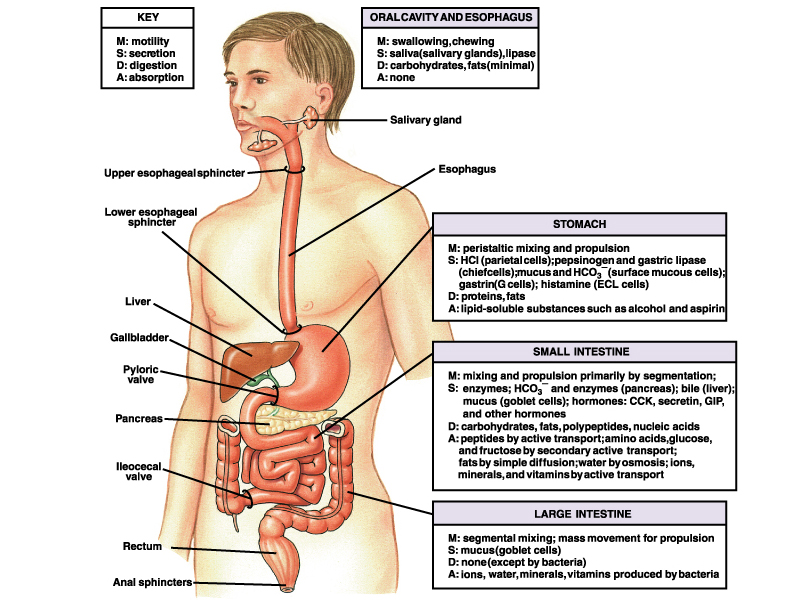 KEY
M: motility
S: secretion
D: digestion
A: absorption
ORAL CAVITY AND ESOPHAGUS
M: swallowing, chewing
S: saliva (salivary glands), lipase
D: carbohydrates, fats (minimal)
A: none
Salivary gland
Upper esophageal sphincter
Esophagus
Lower esophageal
sphincter
STOMACH
M: peristaltic mixing and propulsion
S: HCl (parietal cells); pepsinogen and gastric lipase
(chief cells); mucus and HCO3⁻ (surface mucous cells);
gastrin (G cells); histamine (ECL cells)
D: proteins, fats
A: lipid-soluble substances such as alcohol and aspirin
Liver
Gallbladder
Pyloric
valve
SMALL INTESTINE
M: mixing and propulsion primarily by segmentation;
S: enzymes; HCO3⁻ and enzymes (pancreas); bile (liver);
mucus (goblet cells); hormones: CCK, secretin, GIP,
and other hormones
D: carbohydrates, fats, polypeptides, nucleic acids
A: peptides by active transport; amino acids, glucose,
and fructose by secondary active transport;
fats by simple diffusion; water by osmosis; ions,
minerals, and vitamins by active transport
Pancreas
Ileocecal
valve
LARGE INTESTINE
M: segmental mixing; mass movement for propulsion
S: mucus (goblet cells)
D: none (except by bacteria)
A: ions, water, minerals, vitamins produced by bacteria
Rectum
Anal sphincters